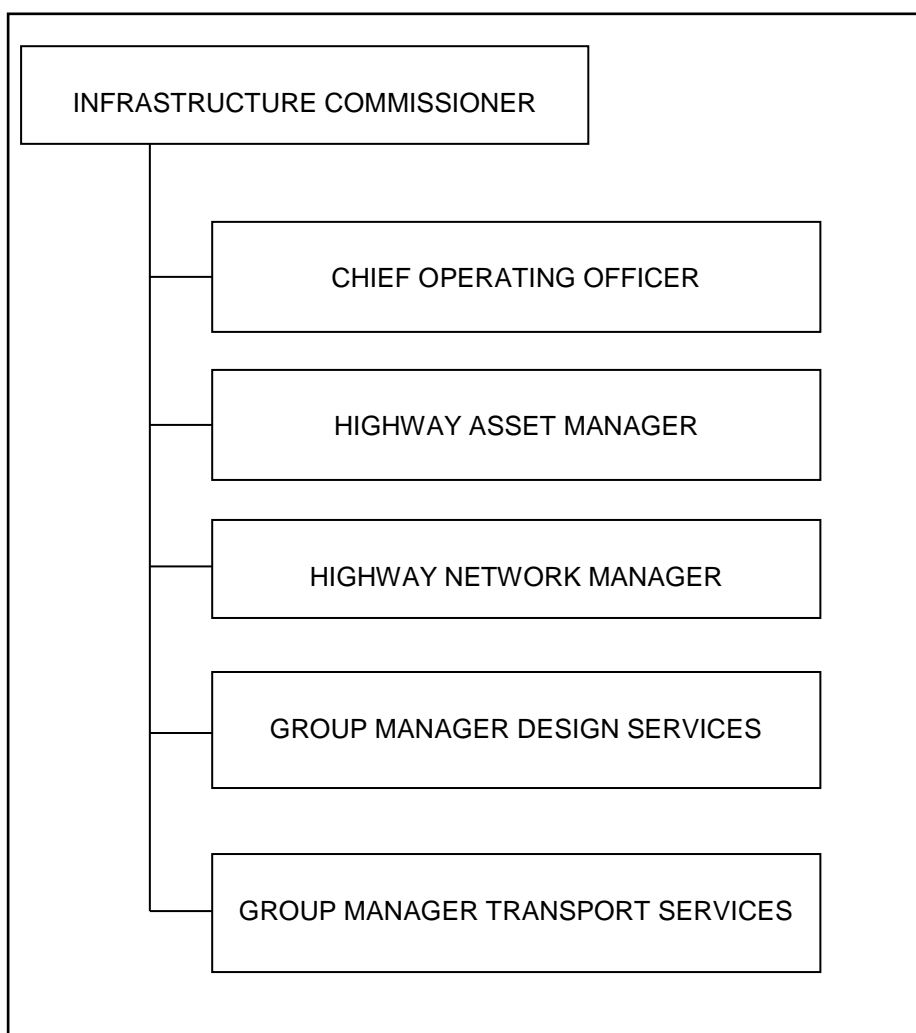 INFRASTRUCTURE COMMISSIONER
CHIEF OPERATING OFFICER
HIGHWAY ASSET MANAGER
HIGHWAY NETWORK MANAGER
GROUP MANAGER DESIGN SERVICES
GROUP MANAGER TRANSPORT SERVICES